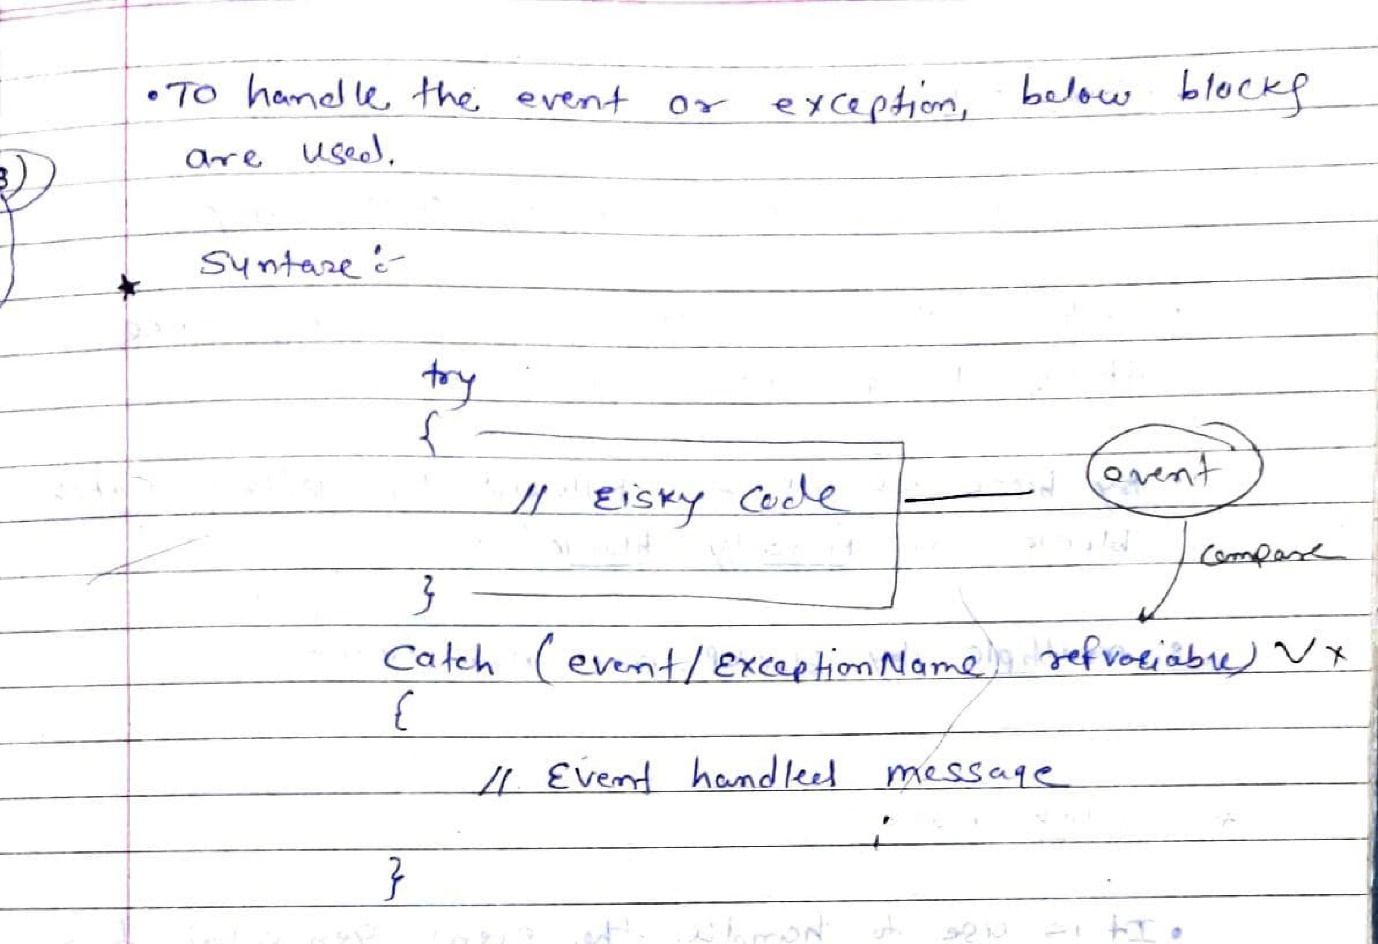 • To handle the event or exception, below blocks
are used.
Syntax :-
try
{
// Risky Code
event
compare
}
Catch (event/ExceptionName refvariable) ✓ ×
{
// Event handled message
;
}